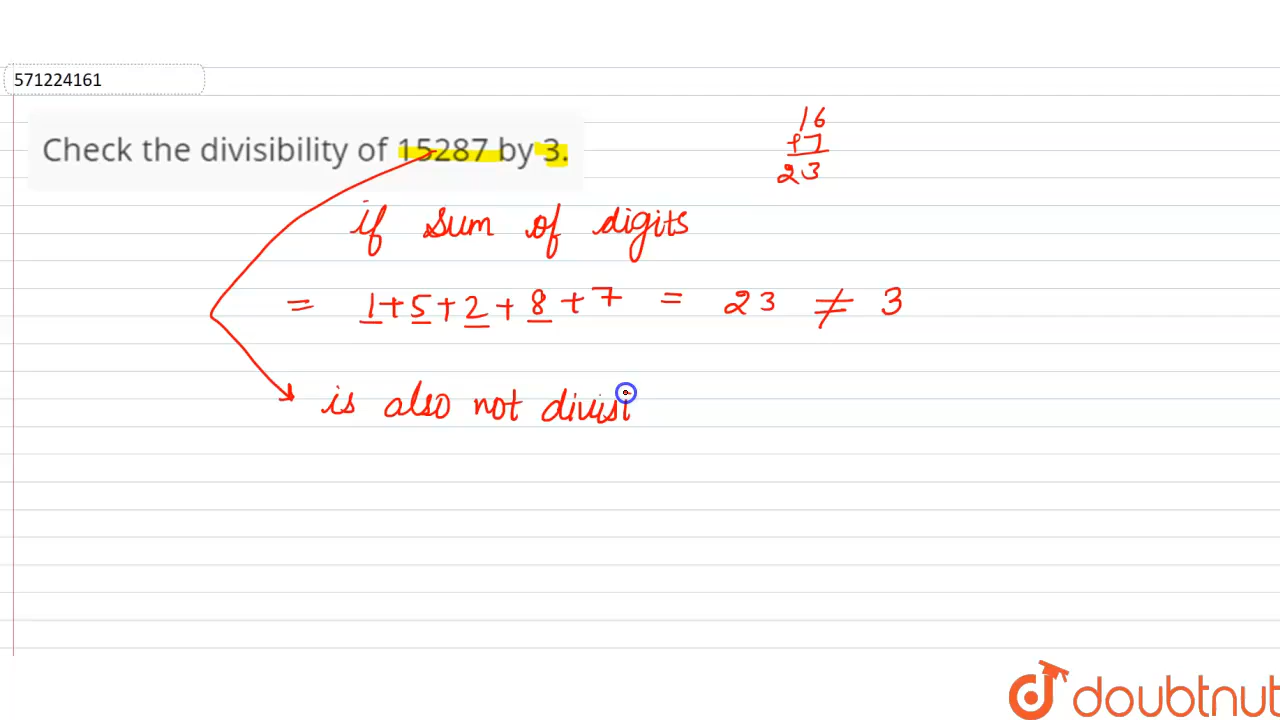 571224161
Check the divisibility of 15287 by 3.
16
+7
23
if sum of digits
= 1+5+2+8+7 = 23 ≠ 3
is also not divisi
doubtnut